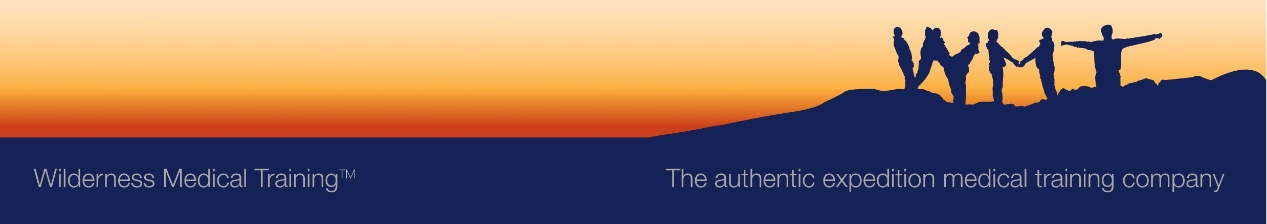 Wilderness Medical Training™
The authentic expedition medical training company